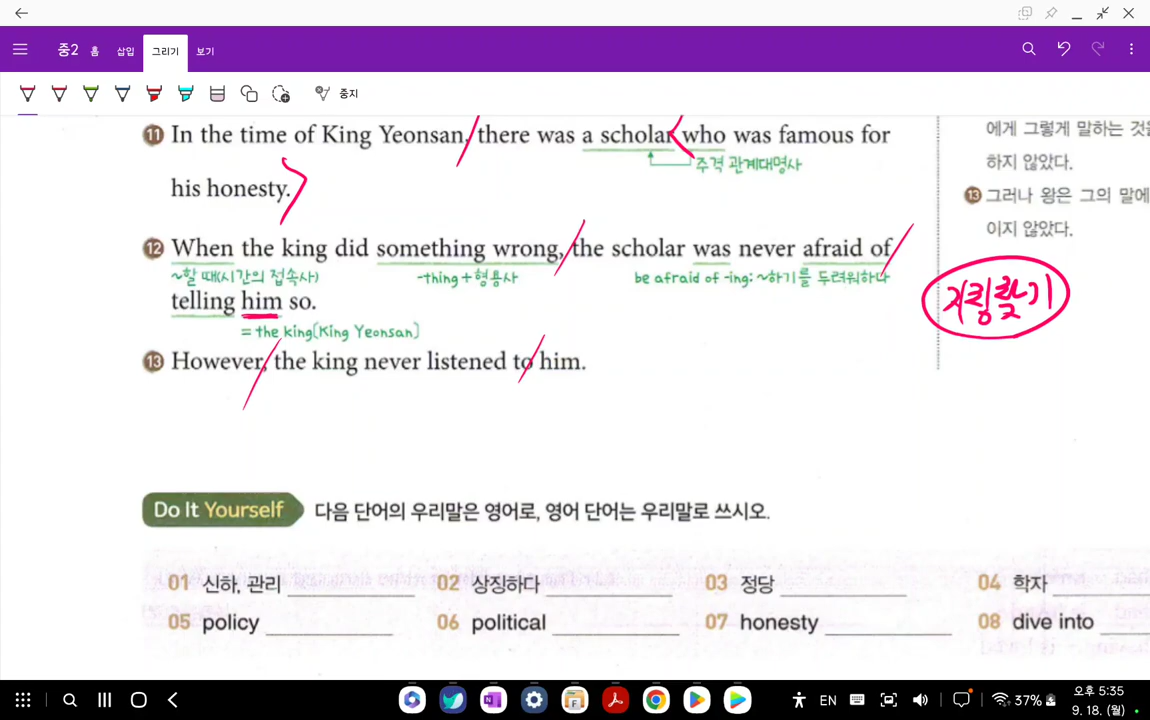 중2 홈 삽입 그리기 보기
중지
11 In the time of King Yeonsan, there was a scholar who was famous for
주격 관계대명사
his honesty.
12 When the king did something wrong, the scholar was never afraid of
~할 때(시간의 접속사) -thing+형용사 be afraid of -ing: ~하기를 두려워하다
telling him so.
= the king(King Yeonsan)
13 However, the king never listened to him.
에게 그렇게 말하는 것을
하지 않았다.
13 그러나 왕은 그의 말에
이지 않았다.
지칭찾기
Do It Yourself 다음 단어의 우리말은 영어로, 영어 단어는 우리말로 쓰시오.
01 신하, 관리 02 상징하다 03 정당 04 학자
05 policy 06 political 07 honesty 08 dive into
EN 37% 오후 5:35
9. 18. (월)